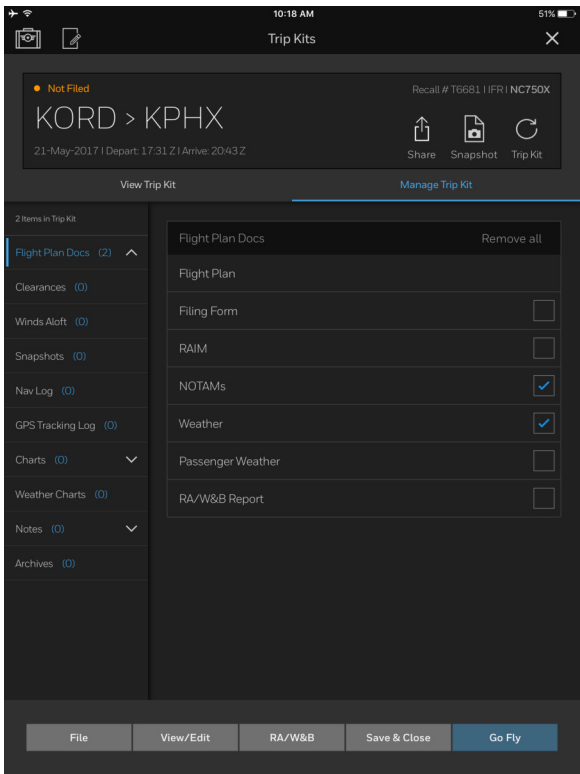 10:18 AM
51%
Trip Kits
Not Filed
Recall # T6681 I IFR I NC750X
KORD > KPHX
21-May-2017 I Depart: 17:31 Z I Arrive: 20:43 Z
Share
Snapshot
Trip Kit
View Trip Kit
Manage Trip Kit
2 Items in Trip Kit
Flight Plan Docs (2)
Clearances (0)
Winds Aloft (0)
Snapshots (0)
Nav Log (0)
GPS Tracking Log (0)
Charts (0)
Weather Charts (0)
Notes (0)
Archives (0)
Flight Plan Docs
Remove all
Flight Plan
Filing Form
RAIM
NOTAMs
Weather
Passenger Weather
RA/W&B Report
File
View/Edit
RA/W&B
Save & Close
Go Fly